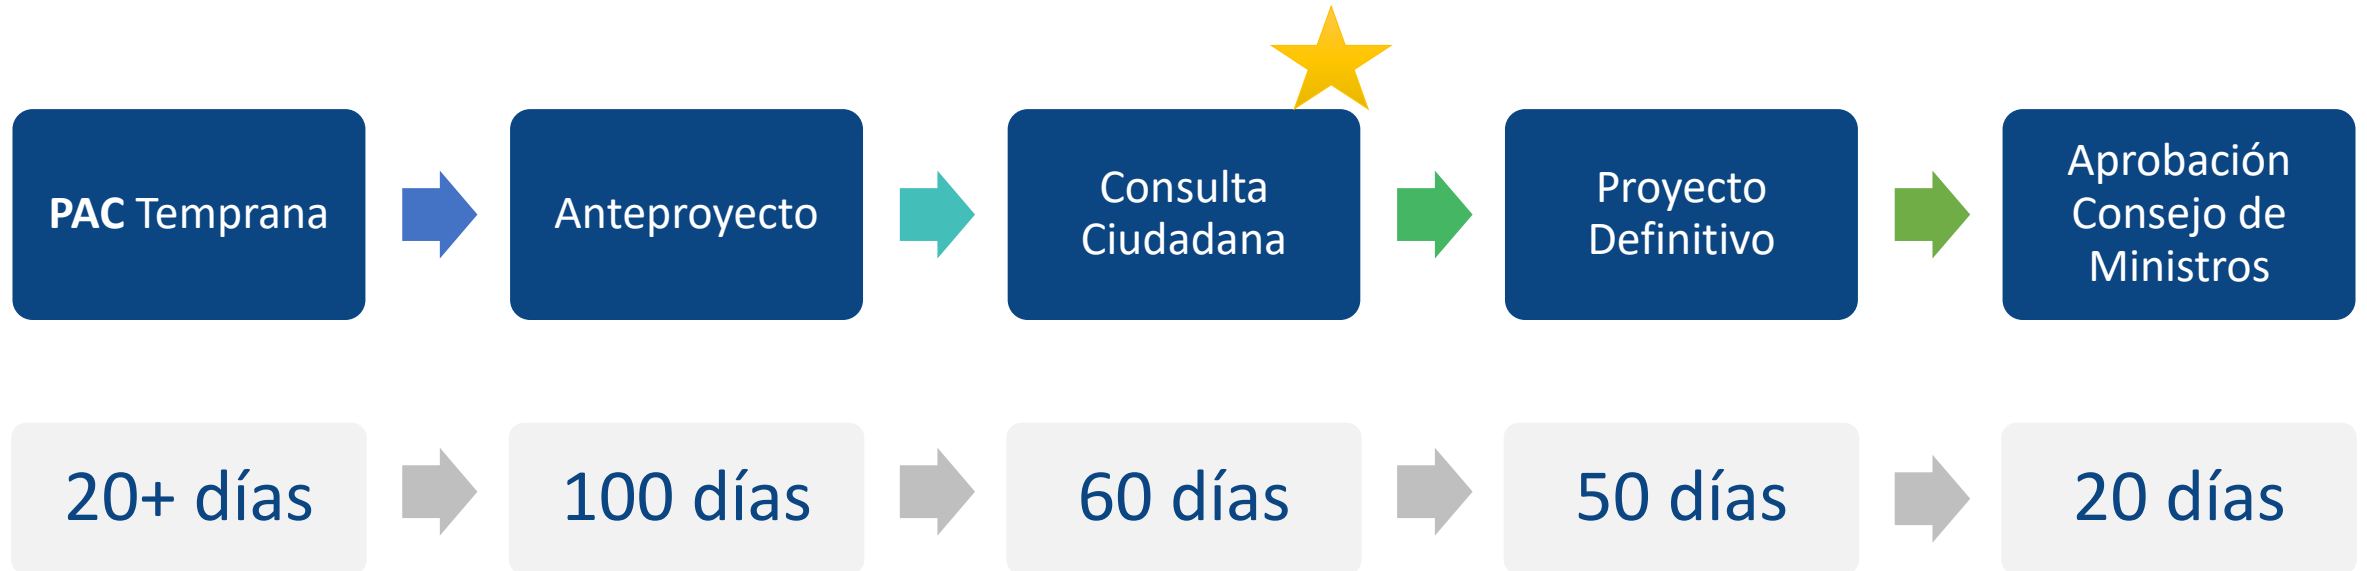 PAC Temprana
Anteproyecto
Consulta
Ciudadana
Proyecto
Definitivo
Aprobación
Consejo de
Ministros
20+ días
100 días
60 días
50 días
20 días